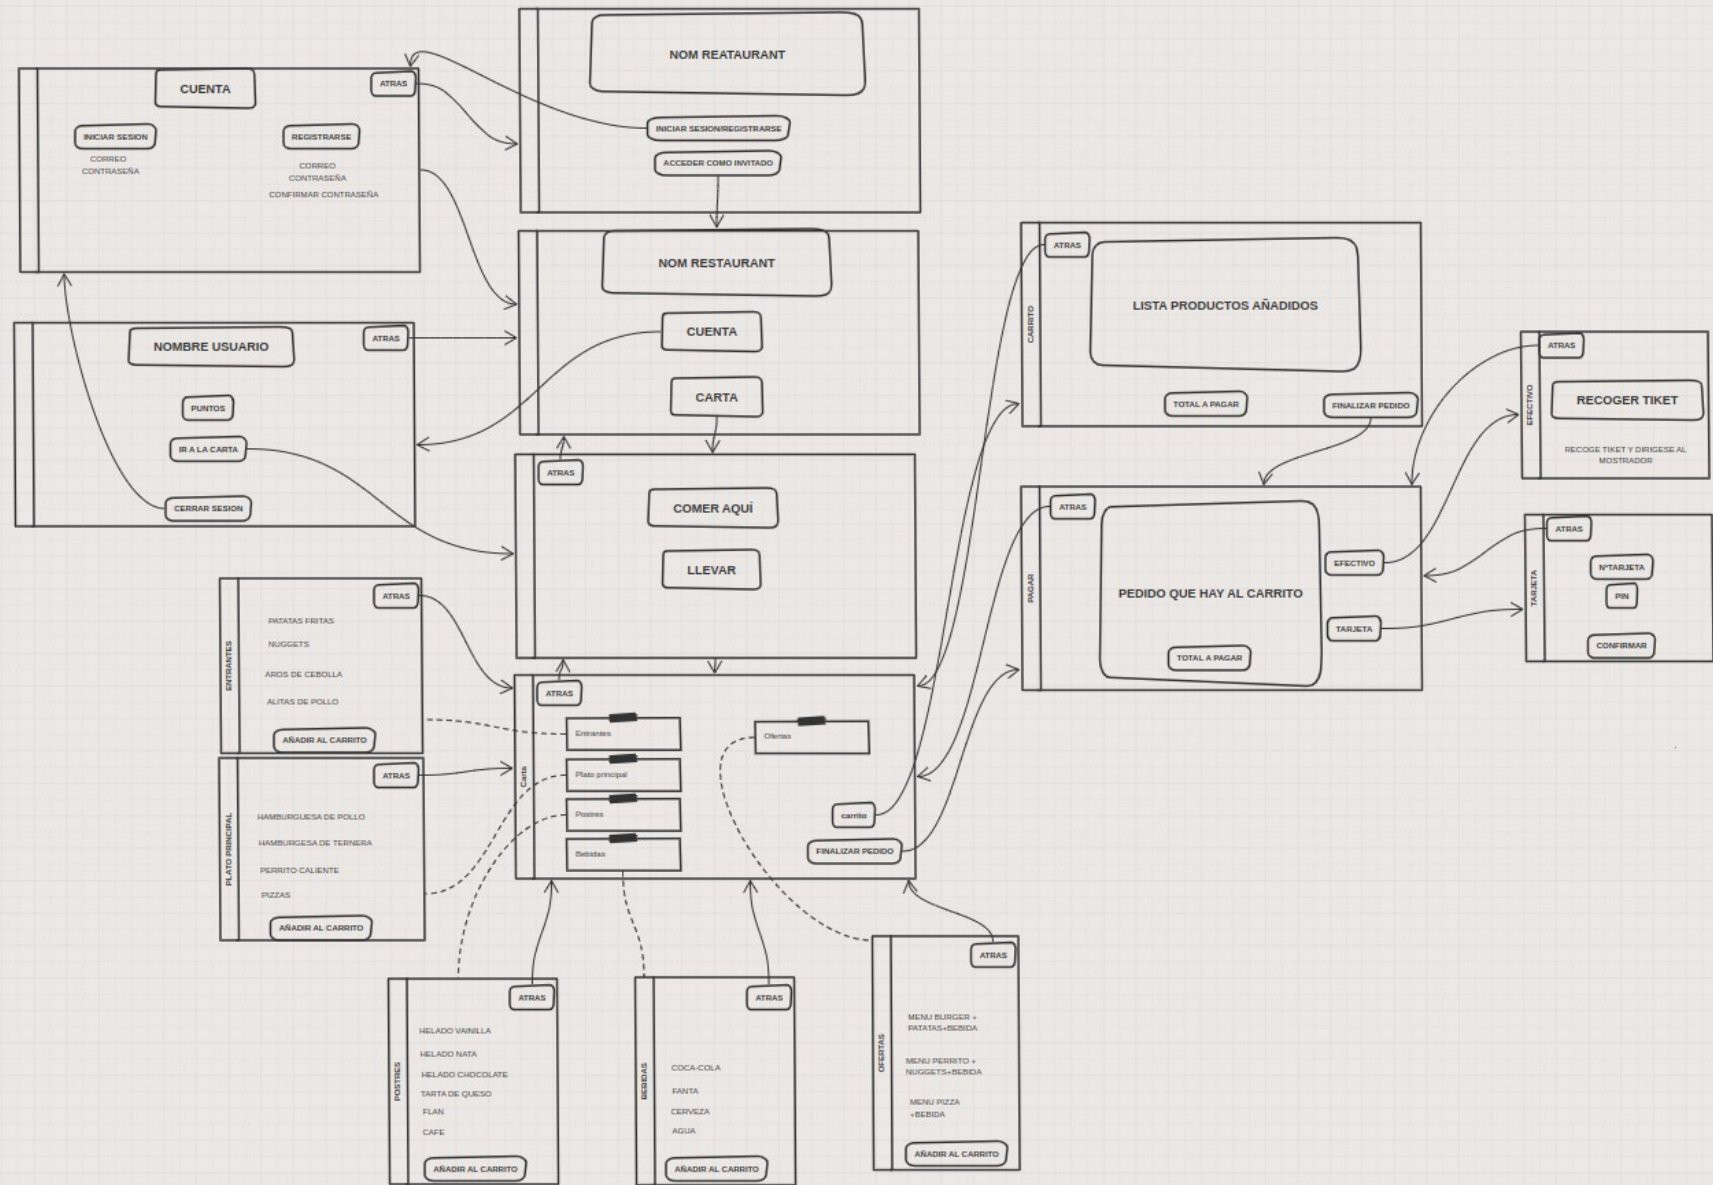 NOM REATAURANT
INICIAR SESION/REGISTRARSE
ACCEDER COMO INVITADO
CUENTA
ATRAS
INICIAR SESION
CORREO
CONTRASEÑA
REGISTRARSE
CORREO
CONTRASEÑA
CONFIRMAR CONTRASEÑA
NOM RESTAURANT
CUENTA
CARTA
NOMBRE USUARIO
ATRAS
PUNTOS
IR A LA CARTA
CERRAR SESION
ATRAS
COMER AQUÍ
LLEVAR
CARRITO
ATRAS
LISTA PRODUCTOS AÑADIDOS
TOTAL A PAGAR
FINALIZAR PEDIDO
EFECTIVO
ATRAS
RECOGER TIKET
RECOGE TIKET Y DIRIGESE AL
MOSTRADOR
PAGAR
ATRAS
PEDIDO QUE HAY AL CARRITO
TOTAL A PAGAR
EFECTIVO
TARJETA
TARJETA
ATRAS
NºTARJETA
PIN
CONFIRMAR
ENTRANTES
ATRAS
PATATAS FRITAS
NUGGETS
AROS DE CEBOLLA
ALITAS DE POLLO
AÑADIR AL CARRITO
Carta
ATRAS
Entrantes
Plato principal
Postres
Bebidas
Ofertas
carrito
FINALIZAR PEDIDO
PLATO PRINCIPAL
ATRAS
HAMBURGUESA DE POLLO
HAMBURGESA DE TERNERA
PERRITO CALIENTE
PIZZAS
AÑADIR AL CARRITO
POSTRES
ATRAS
HELADO VAINILLA
HELADO NATA
HELADO CHOCOLATE
TARTA DE QUESO
FLAN
CAFE
AÑADIR AL CARRITO
BEBIDAS
ATRAS
COCA-COLA
FANTA
CERVEZA
AGUA
AÑADIR AL CARRITO
OFERTAS
ATRAS
MENU BURGER +
PATATAS+BEBIDA
MENU PERRITO +
NUGGETS+BEBIDA
MENU PIZZA
+BEBIDA
AÑADIR AL CARRITO